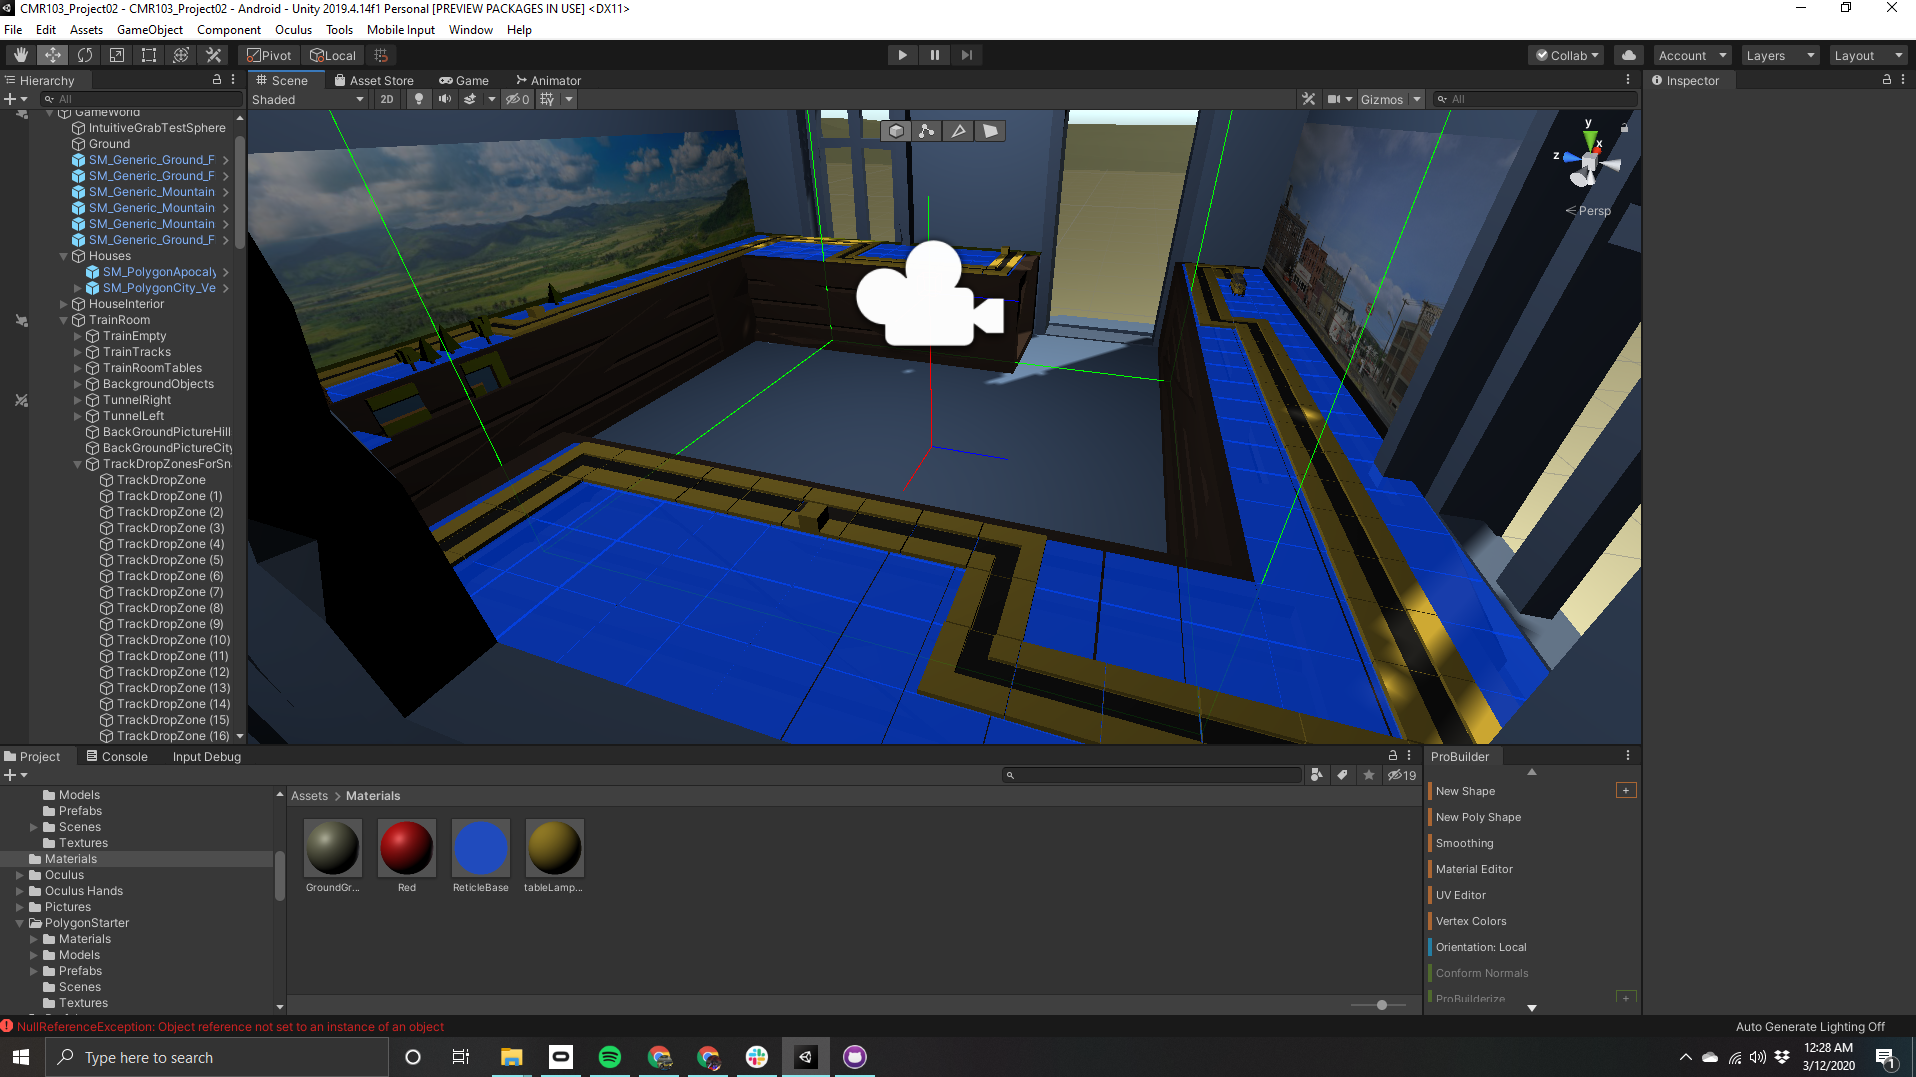 CMR103_Project02 - CMR103_Project02 - Android - Unity 2019.4.14f1 Personal [PREVIEW PACKAGES IN USE] <DX11>
File Edit Assets GameObject Component Oculus Tools Mobile Input Window Help
Pivot Local Collab Account Layers Layout
Hierarchy
All
GameWorld
IntuitiveGrabTestSphere
Ground
SM_Generic_Ground_F
SM_Generic_Ground_F
SM_Generic_Mountain
SM_Generic_Mountain
SM_Generic_Mountain
SM_Generic_Ground_F
Houses
SM_PolygonApocaly
SM_PolygonCity_Ve
HouseInterior
TrainRoom
TrainEmpty
TrainTracks
TrainRoomTables
BackgroundObjects
TunnelRight
TunnelLeft
BackGroundPictureHill
BackGroundPictureCity
TrackDropZonesForSn
TrackDropZone
TrackDropZone (1)
TrackDropZone (2)
TrackDropZone (3)
TrackDropZone (4)
TrackDropZone (5)
TrackDropZone (6)
TrackDropZone (7)
TrackDropZone (8)
TrackDropZone (9)
TrackDropZone (10)
TrackDropZone (11)
TrackDropZone (12)
TrackDropZone (13)
TrackDropZone (14)
TrackDropZone (15)
TrackDropZone (16)
Scene Asset Store Game Animator
Shaded 2D 0 Gizmos All
y
x
z
Persp
Inspector
Project Console Input Debug
19
Models
Prefabs
Scenes
Textures
Materials
Oculus
Oculus Hands
Pictures
PolygonStarter
Materials
Models
Prefabs
Scenes
Textures
Assets > Materials
GroundGr... Red ReticleBase tableLamp...
ProBuilder
New Shape +
New Poly Shape
Smoothing
Material Editor
UV Editor
Vertex Colors
Orientation: Local
Conform Normals
ProBuilderize +
NullReferenceException: Object reference not set to an instance of an object
Auto Generate Lighting Off
Type here to search
12:28 AM
3/12/2020
1